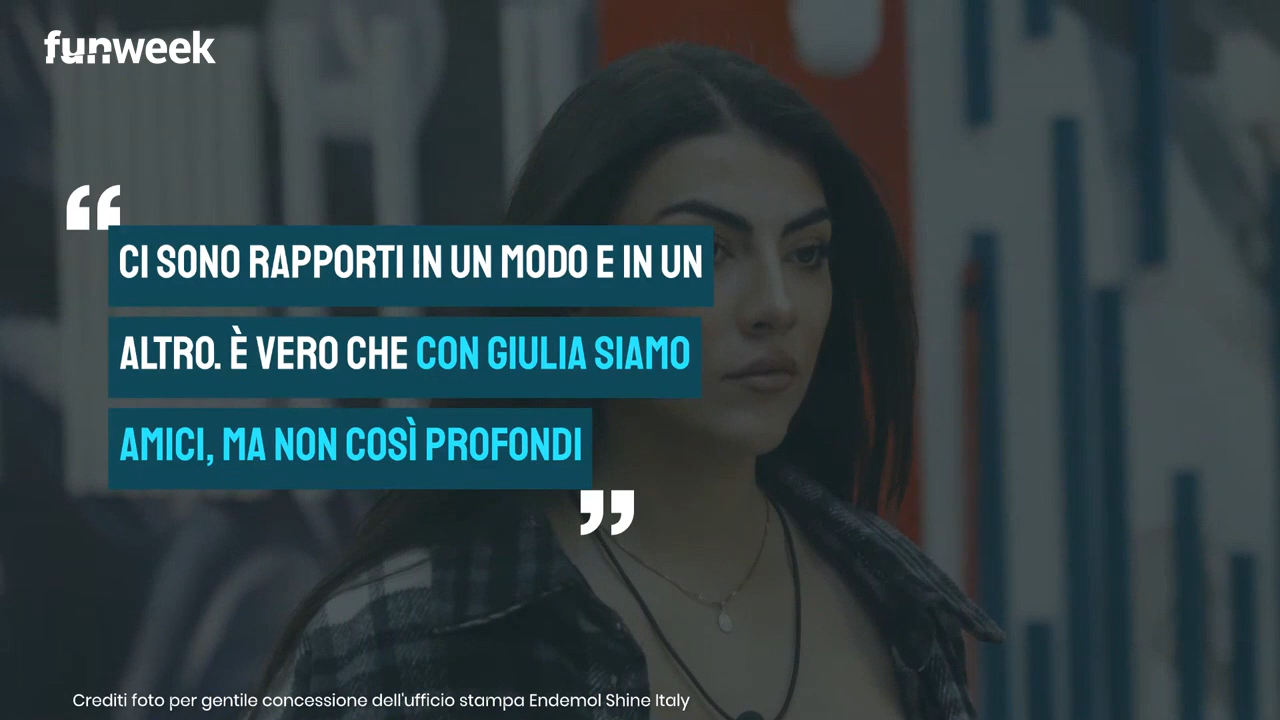 funweek
“
CI SONO RAPPORTI IN UN MODO E IN UN
ALTRO. È VERO CHE CON GIULIA SIAMO
AMICI, MA NON COSÌ PROFONDI
”
Crediti foto per gentile concessione dell'ufficio stampa Endemol Shine Italy